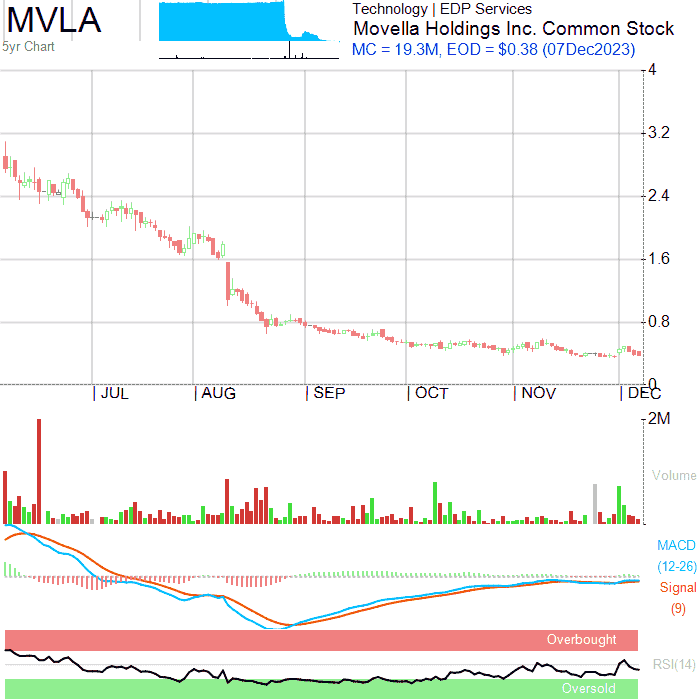 MVLA
5yr Chart
Technology | EDP Services
Movella Holdings Inc. Common Stock
MC = 19.3M, EOD = $0.38 (07Dec2023)
4
3.2
2.4
1.6
0.8
0
JUL AUG SEP OCT NOV DEC
2M
Volume
MACD
(12-26)
Signal
(9)
Overbought
RSI(14)
Oversold